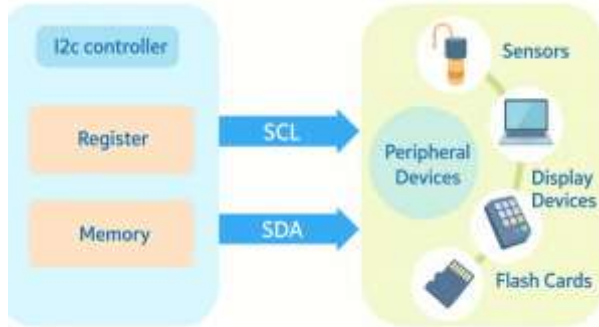 I2c controller
Register
Memory
SCL
SDA
Peripheral
Devices
Sensors
Display
Devices
Flash Cards